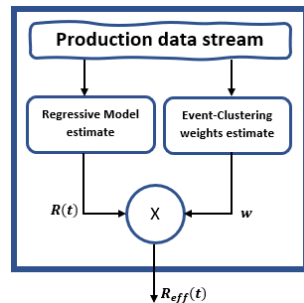 Production data stream
Regressive Model
estimate
Event-Clustering
weights estimate
R(t)
X
w
R_eff(t)